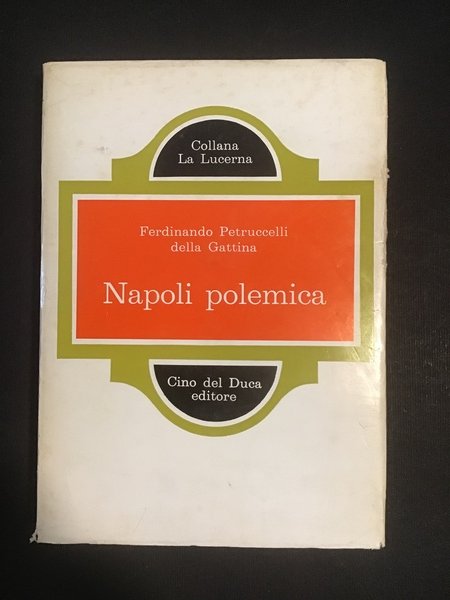 Collana
La Lucerna
Ferdinando Petruccelli
della Gattina
Napoli polemica
Cino del Duca
editore